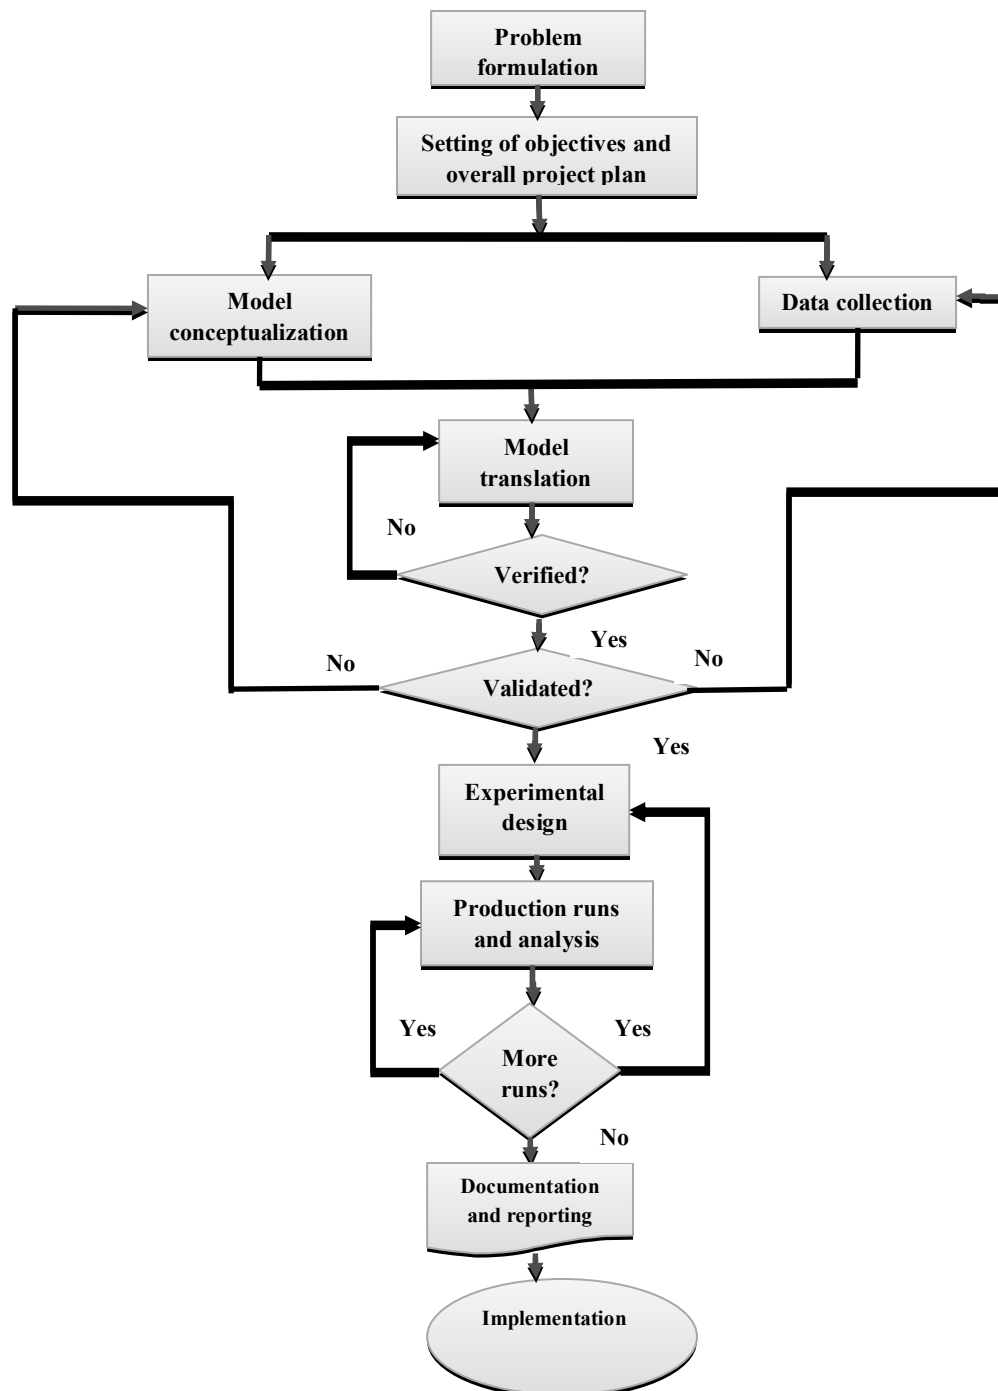 Problem
formulation
Setting of objectives and
overall project plan
Model
conceptualization
Data collection
Model
translation
No
Verified?
Yes
No
No
Validated?
Yes
Experimental
design
Production runs
and analysis
Yes
Yes
More
runs?
No
Documentation
and reporting
Implementation